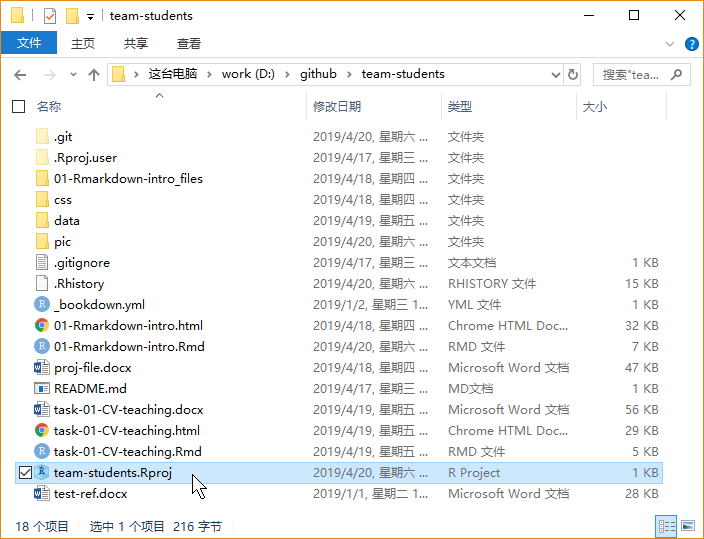 team-students
文件 主页 共享 查看
这台电脑 work (D:) github team-students 搜索"tea...
名称 修改日期 类型 大小
.git 2019/4/20, 星期六 ... 文件夹
.Rproj.user 2019/4/17, 星期三 ... 文件夹
01-Rmarkdown-intro_files 2019/4/18, 星期四 ... 文件夹
css 2019/4/18, 星期四 ... 文件夹
data 2019/4/19, 星期五 ... 文件夹
pic 2019/4/20, 星期六 ... 文件夹
.gitignore 2019/4/17, 星期三 ... 文本文档 1 KB
.Rhistory 2019/4/20, 星期六 ... RHISTORY 文件 15 KB
_bookdown.yml 2019/1/2, 星期三 1... YML 文件 1 KB
01-Rmarkdown-intro.html 2019/4/18, 星期四 ... Chrome HTML Doc... 32 KB
01-Rmarkdown-intro.Rmd 2019/4/20, 星期六 ... RMD 文件 7 KB
proj-file.docx 2019/4/18, 星期四 ... Microsoft Word 文档 47 KB
README.md 2019/4/17, 星期三 ... MD文档 1 KB
task-01-CV-teaching.docx 2019/4/19, 星期五 ... Microsoft Word 文档 56 KB
task-01-CV-teaching.html 2019/4/19, 星期五 ... Chrome HTML Doc... 29 KB
task-01-CV-teaching.Rmd 2019/4/19, 星期五 ... RMD 文件 5 KB
team-students.Rproj 2019/4/20, 星期六 ... R Project 1 KB
test-ref.docx 2019/1/1, 星期二 1... Microsoft Word 文档 28 KB
18 个项目 选中 1 个项目 216 字节